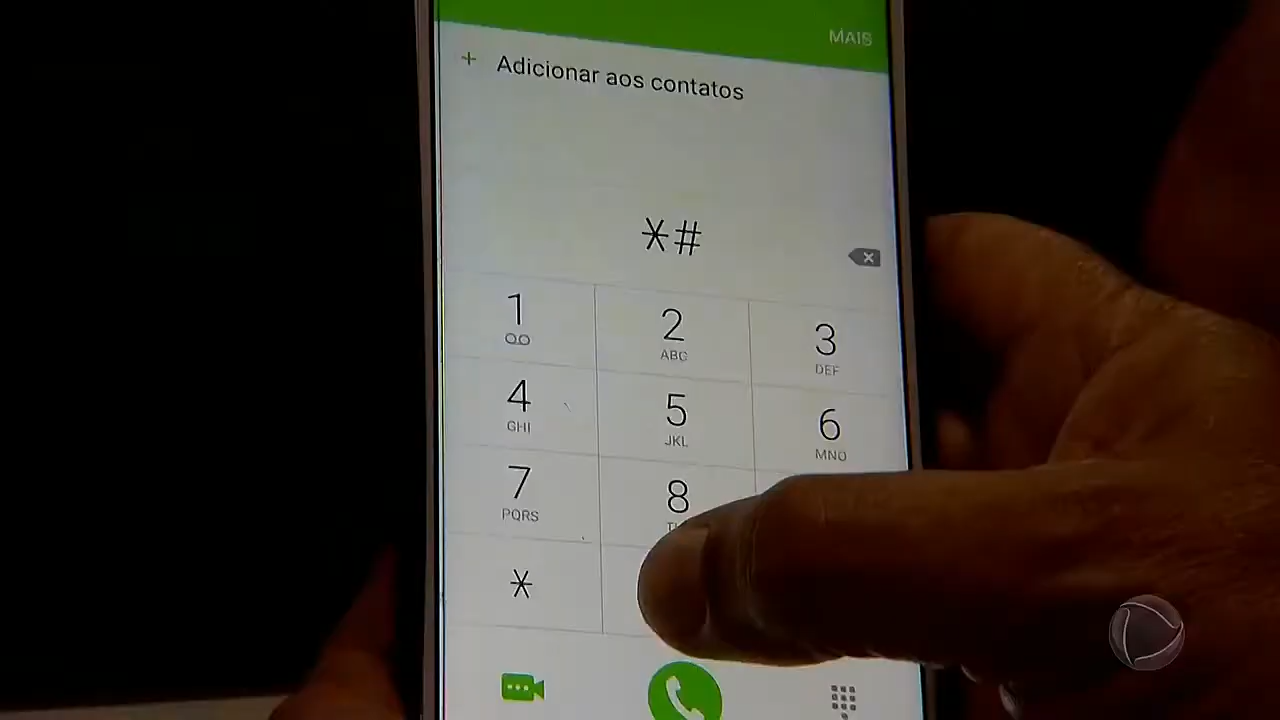 MAIS
+ Adicionar aos contatos
*#
1 2 3
ABC DEF
4 5 6
GHI JKL MNO
7 8
PQRS
*